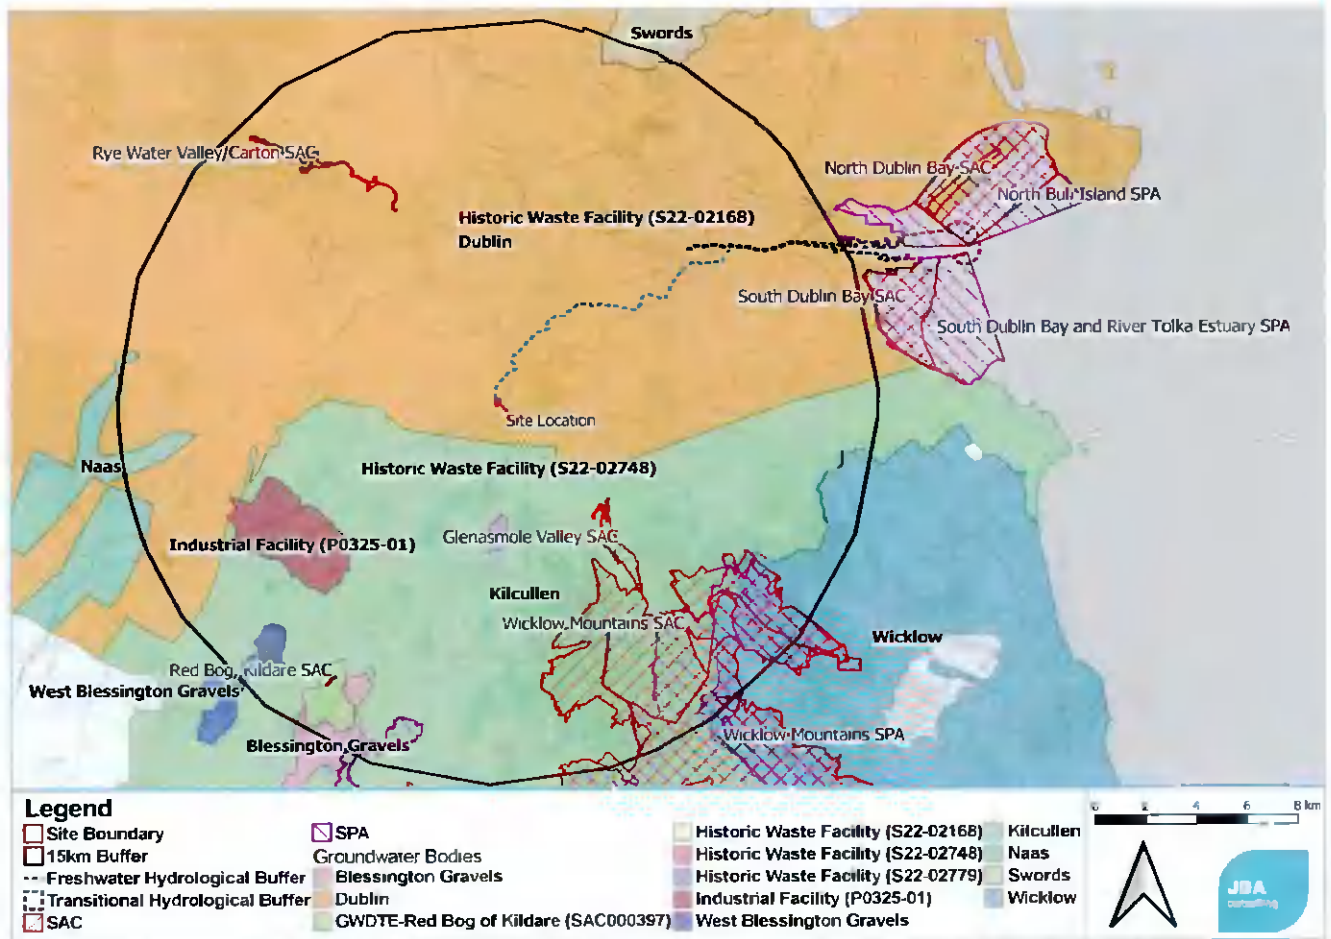 Swords
Rye Water Valley/Carton SAC
North Dublin Bay SAC
North Bull Island SPA
Historic Waste Facility (S22-02168)
Dublin
South Dublin Bay SAC
South Dublin Bay and River Tolka Estuary SPA
Site Location
Naas
Historic Waste Facility (S22-02748)
Industrial Facility (P0325-01)
Glenasmole Valley SAC
Kilcullen
Wicklow Mountains SAC
Wicklow
Red Bog, Kildare SAC
West Blessington Gravels
Blessington Gravels
Wicklow Mountains SPA
Legend
Site Boundary
15km Buffer
Freshwater Hydrological Buffer
Transitional Hydrological Buffer
SAC
SPA
Groundwater Bodies
Blessington Gravels
Dublin
GWDTE-Red Bog of Kildare (SAC000397)
Historic Waste Facility (S22-02168)
Historic Waste Facility (S22-02748)
Historic Waste Facility (S22-02779)
Industrial Facility (P0325-01)
West Blessington Gravels
Kilcullen
Naas
Swords
Wicklow
0 2 4 6 8 km
JBA
consulting